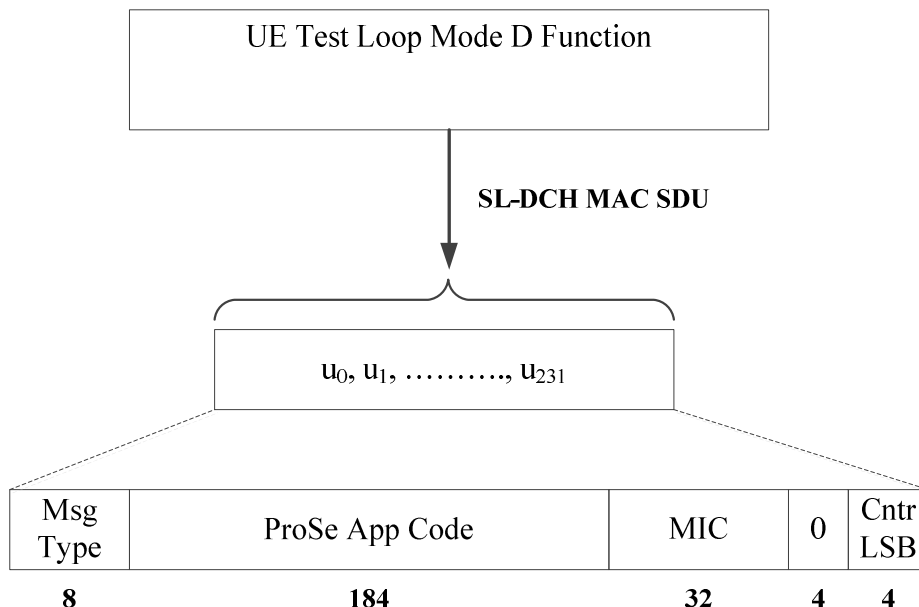 UE Test Loop Mode D Function
SL-DCH MAC SDU
u₀, u₁, ………., u₂₃₁
Msg Type
ProSe App Code
MIC
0
Cntr LSB
8
184
32
4
4